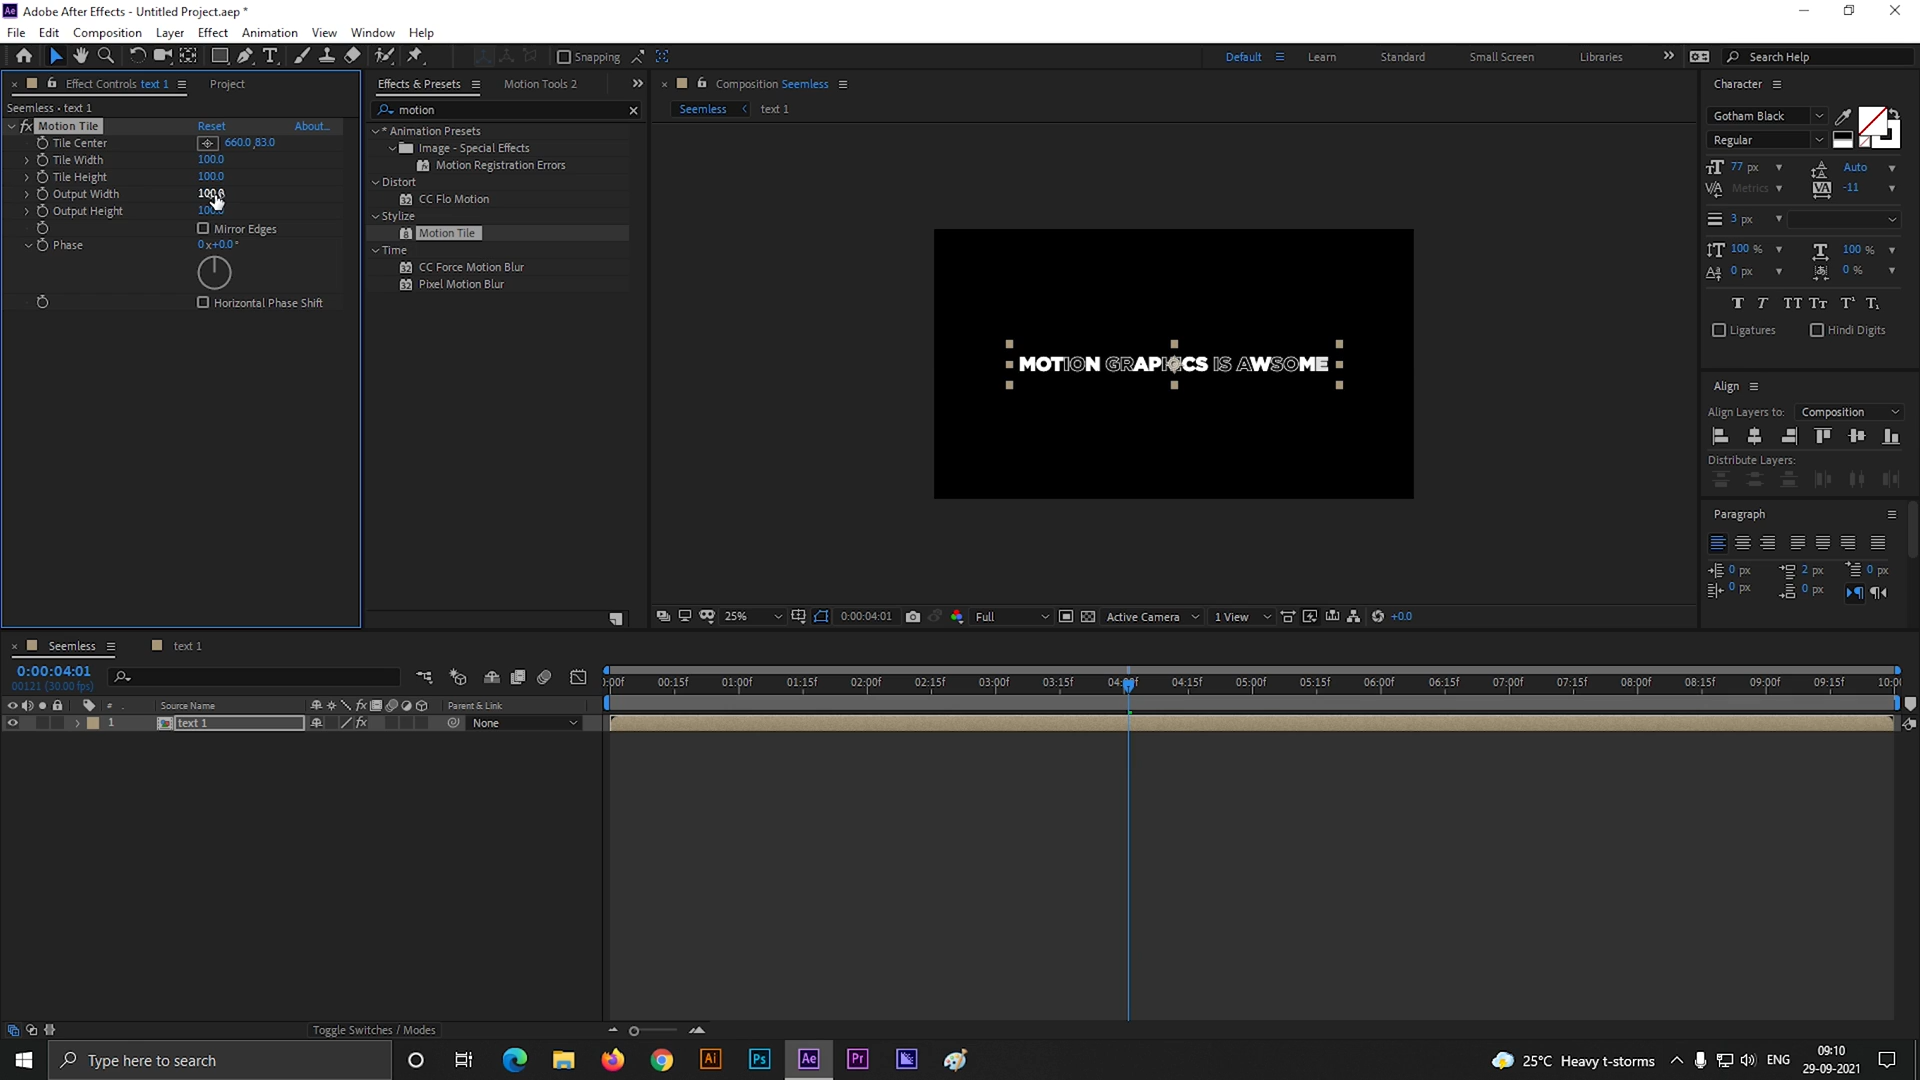 Adobe After Effects - Untitled Project.aep *
File Edit Composition Layer Effect Animation View Window Help
Snapping
Default Learn Standard Small Screen Libraries Search Help
Effect Controls text 1 Project
Seemless • text 1
fx Motion Tile Reset About...
Tile Center 660.0,83.0
Tile Width 100.0
Tile Height 100.0
Output Width 100.0
Output Height 100.0
Mirror Edges
Phase 0x+0.0°
Horizontal Phase Shift
Effects & Presets Motion Tools 2
motion
* Animation Presets
Image - Special Effects
Motion Registration Errors
Distort
CC Flo Motion
Stylize
Motion Tile
Time
CC Force Motion Blur
Pixel Motion Blur
Composition Seemless
Seemless text 1
MOTION GRAPHICS IS AWSOME
25% 0:00:04:01 Full Active Camera 1 View +0.0
Character
Gotham Black
Regular
77 px Auto
Metrics -11
3 px
100 % 100 %
0 px 0 %
Ligatures Hindi Digits
Align
Align Layers to: Composition
Distribute Layers:
Paragraph
0 px 2 px 0 px
0 px 0 px
Seemless text 1
0:00:04:01
00121 (30.00 fps)
:00f 00:15f 01:00f 01:15f 02:00f 02:15f 03:00f 03:15f 04:00f 04:15f 05:00f 05:15f 06:00f 06:15f 07:00f 07:15f 08:00f 08:15f 09:00f 09:15f 10:0
# Source Name Parent & Link
1 text 1 None
Toggle Switches / Modes
Type here to search
25°C Heavy t-storms ENG
09:10
29-09-2021